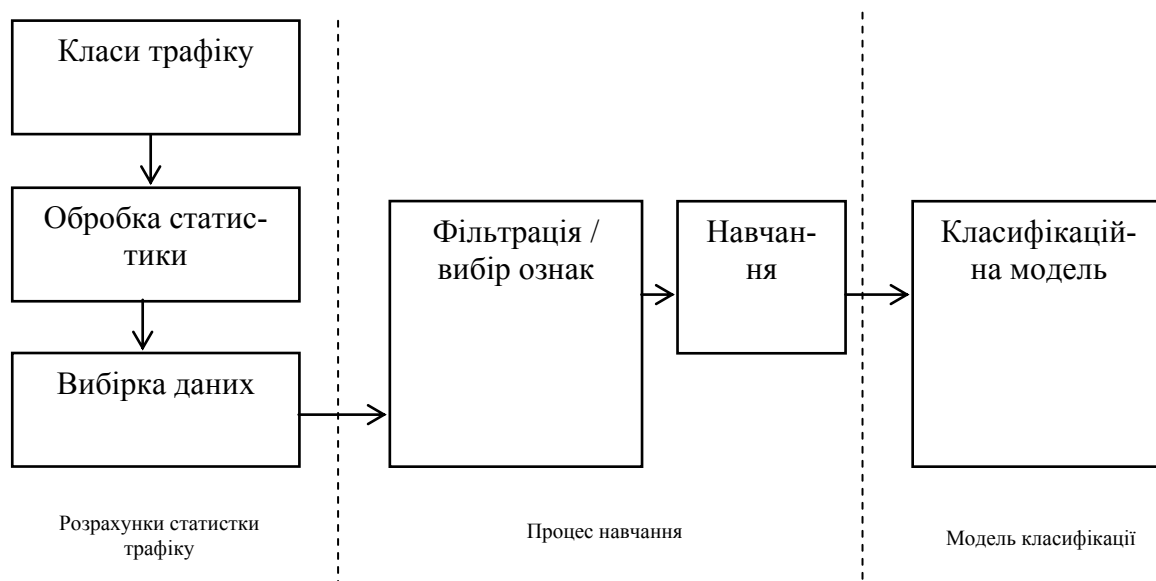 Класи трафіку
Обробка статис-
тики
Вибірка даних
Розрахунки статистки
трафіку
Фільтрація /
вибір ознак
Навчан-
ня
Процес навчання
Класифікацій-
на модель
Модель класифікації